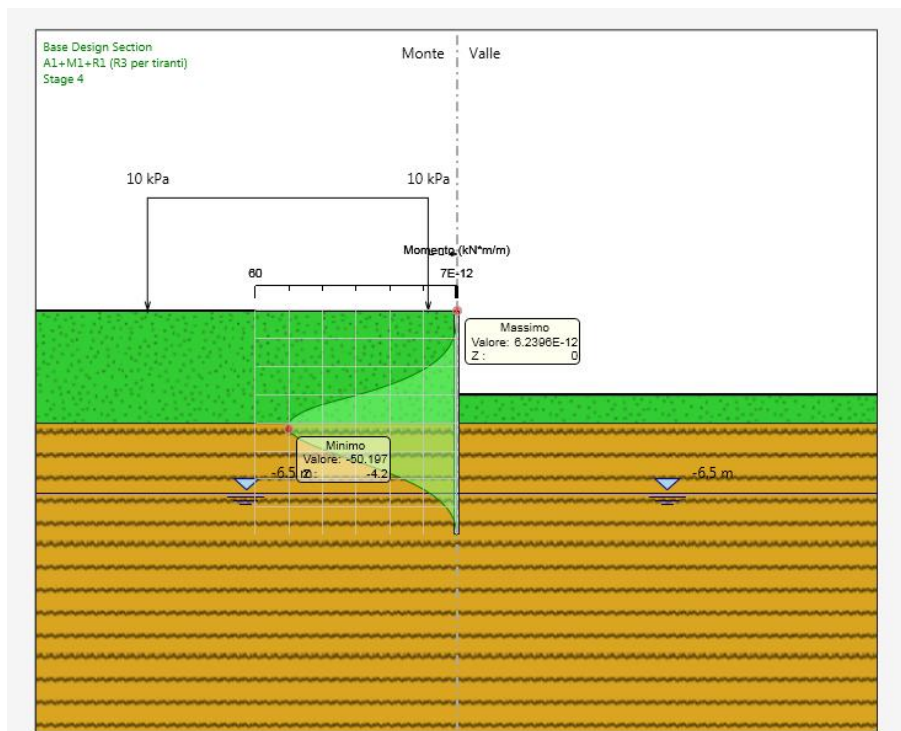 Base Design Section
A1+M1+R1 (R3 per tiranti)
Stage 4
Monte
Valle
10 kPa
10 kPa
Momento (kN*m/m)
60
7E-12
Massimo
Valore: 6.2396E-12
Z : 0
Minimo
Valore: -50,197
Z : -4.2
-6,5 m
-6,5 m